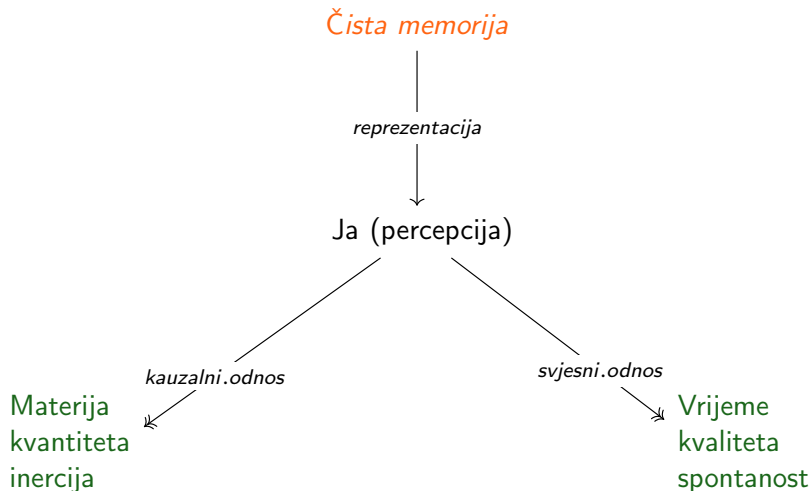 Čista memorija
reprezentacija
Ja (percepcija)
kauzalni.odnos
svjesni.odnos
Materija
kvantiteta
inercija
Vrijeme
kvaliteta
spontanost